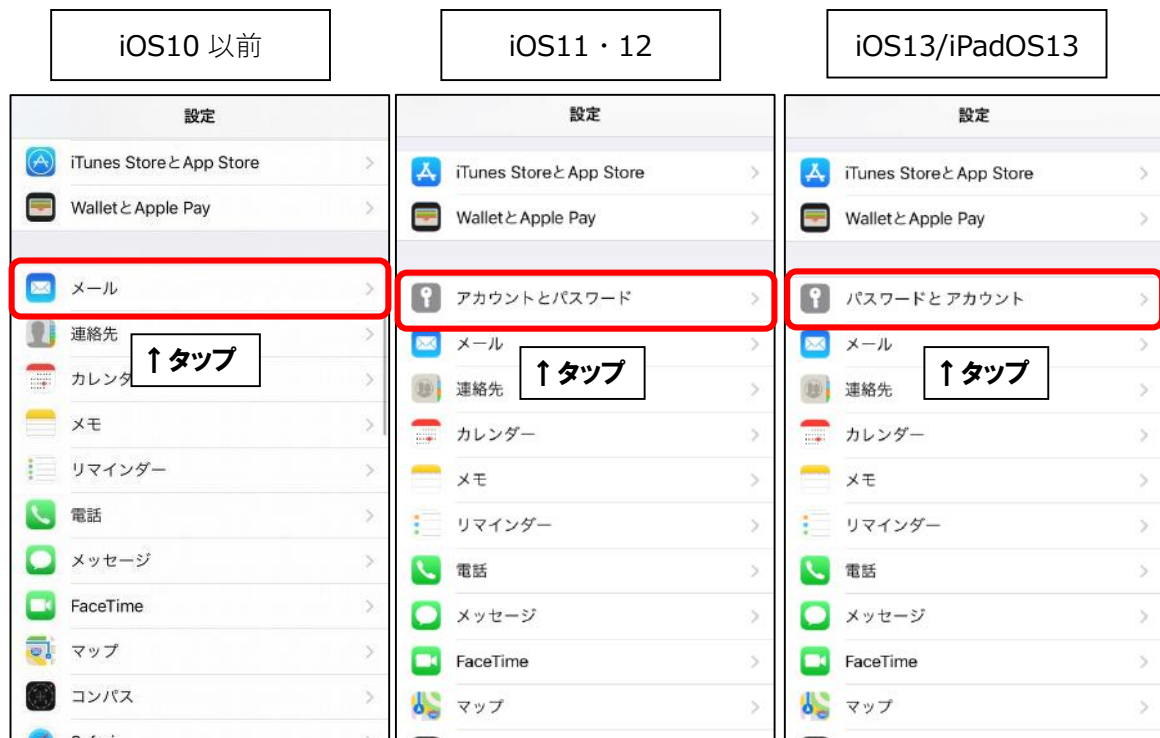 iOS10 以前
iOS11・12
iOS13/iPadOS13
設定
iTunes StoreとApp Store
WalletとApple Pay
メール
連絡先
↑タップ
カレンダ
メモ
リマインダー
電話
メッセージ
FaceTime
マップ
コンパス
設定
iTunes StoreとApp Store
WalletとApple Pay
アカウントとパスワード
メール
↑タップ
連絡先
カレンダー
メモ
リマインダー
電話
メッセージ
FaceTime
マップ
設定
iTunes StoreとApp Store
WalletとApple Pay
パスワードとアカウント
メール
↑タップ
連絡先
カレンダー
メモ
リマインダー
電話
メッセージ
FaceTime
マップ